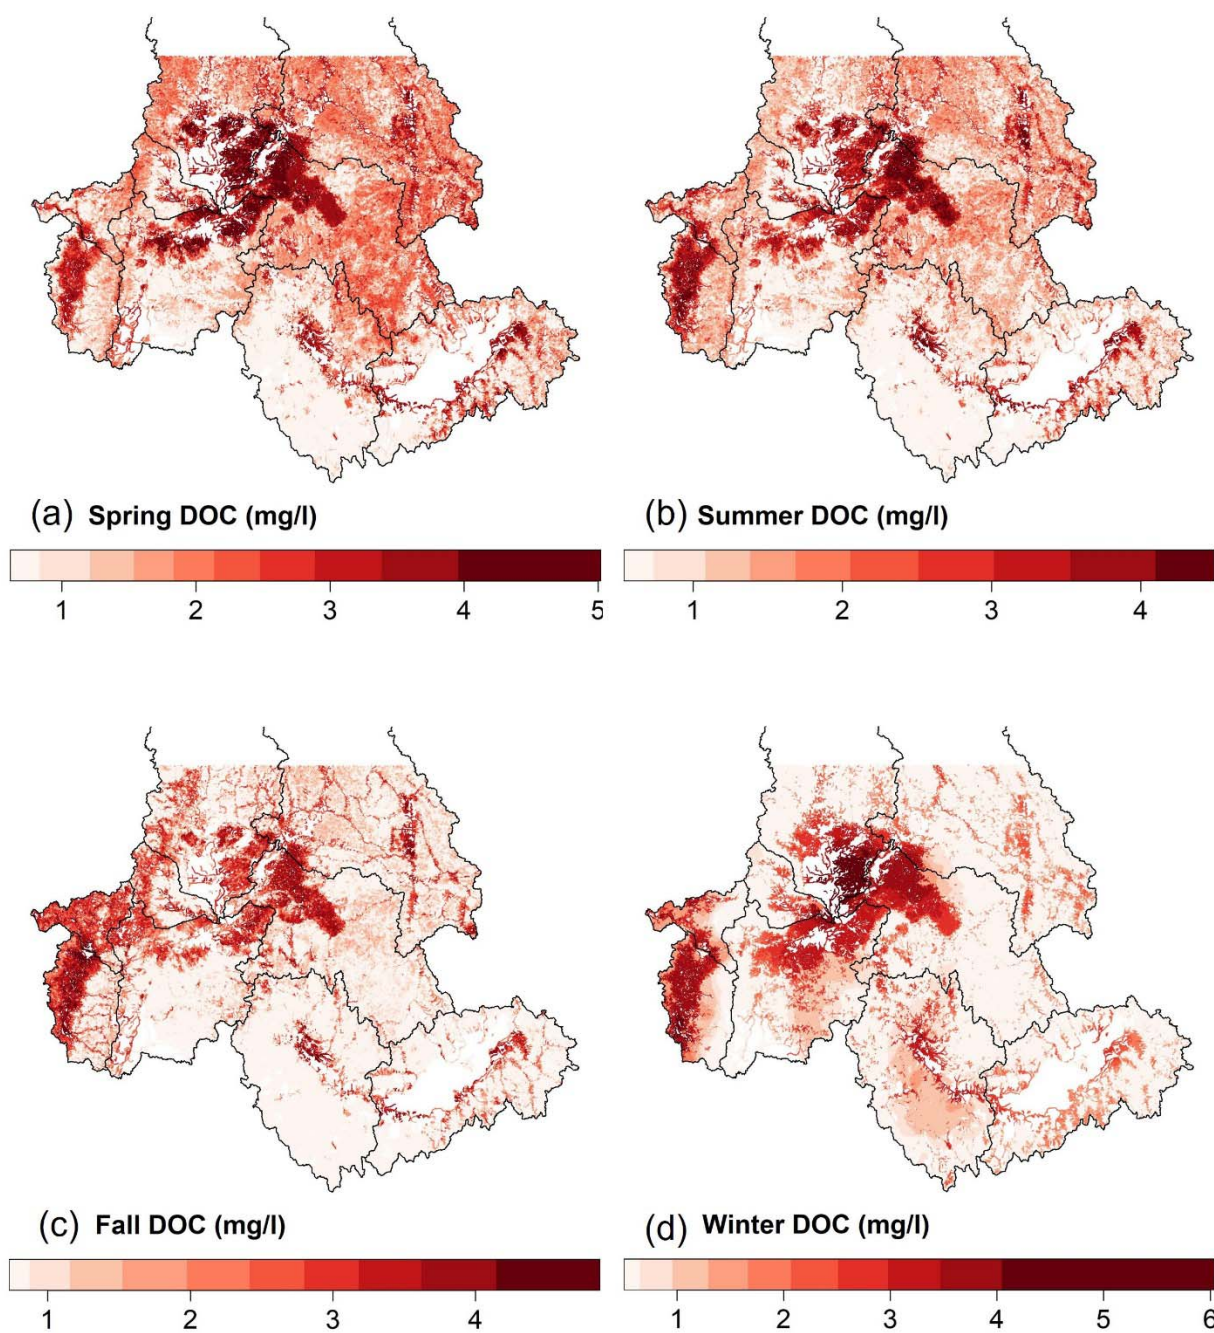 (a) Spring DOC (mg/l)
1 2 3 4 5
(b) Summer DOC (mg/l)
1 2 3 4
(c) Fall DOC (mg/l)
1 2 3 4
(d) Winter DOC (mg/l)
1 2 3 4 5 6